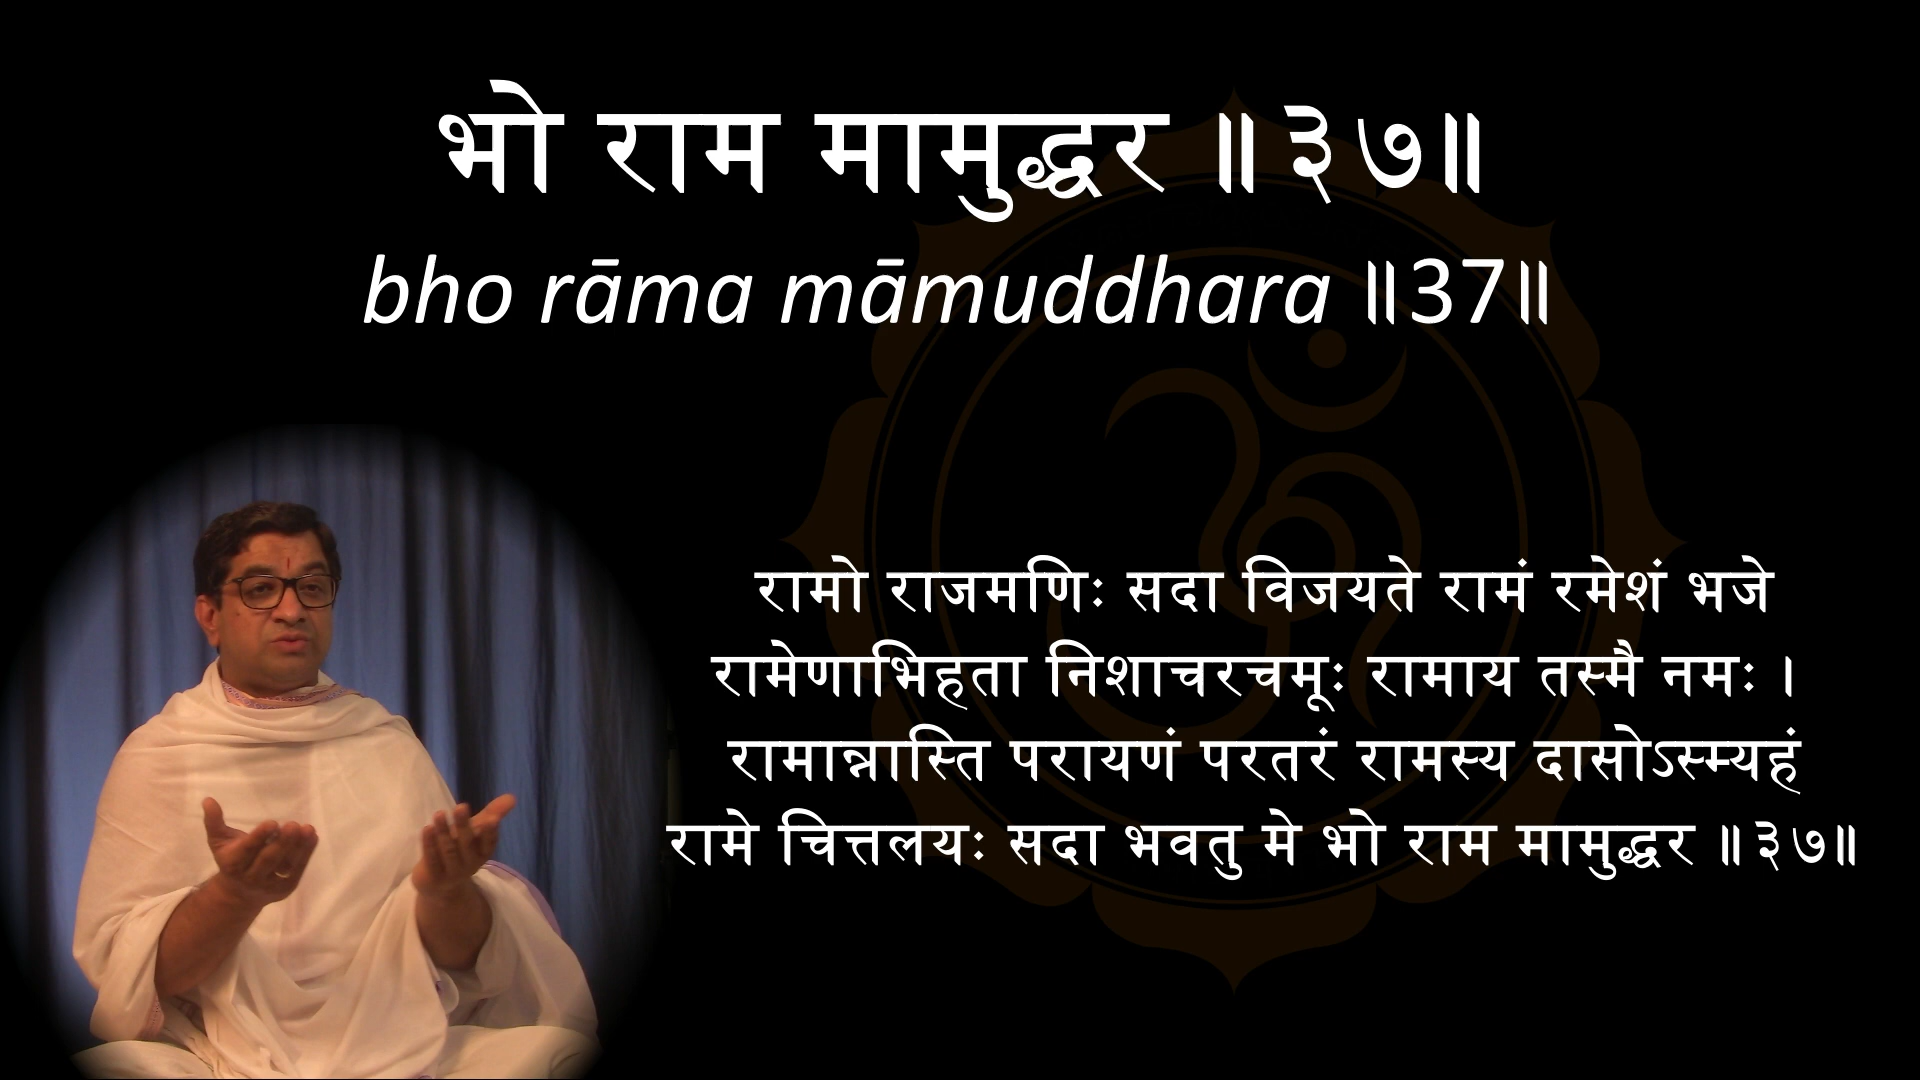 भो राम मामुद्धर ॥३७॥
bho rāma māmuddhara ॥37॥
रामो राजमणिः सदा विजयते रामं रमेशं भजे
रामेणाभिहता निशाचरचमूः रामाय तस्मै नमः ।
रामान्नास्ति परायणं परतरं रामस्य दासोऽस्म्यहं
रामे चित्तलयः सदा भवतु मे भो राम मामुद्धर ॥३७॥